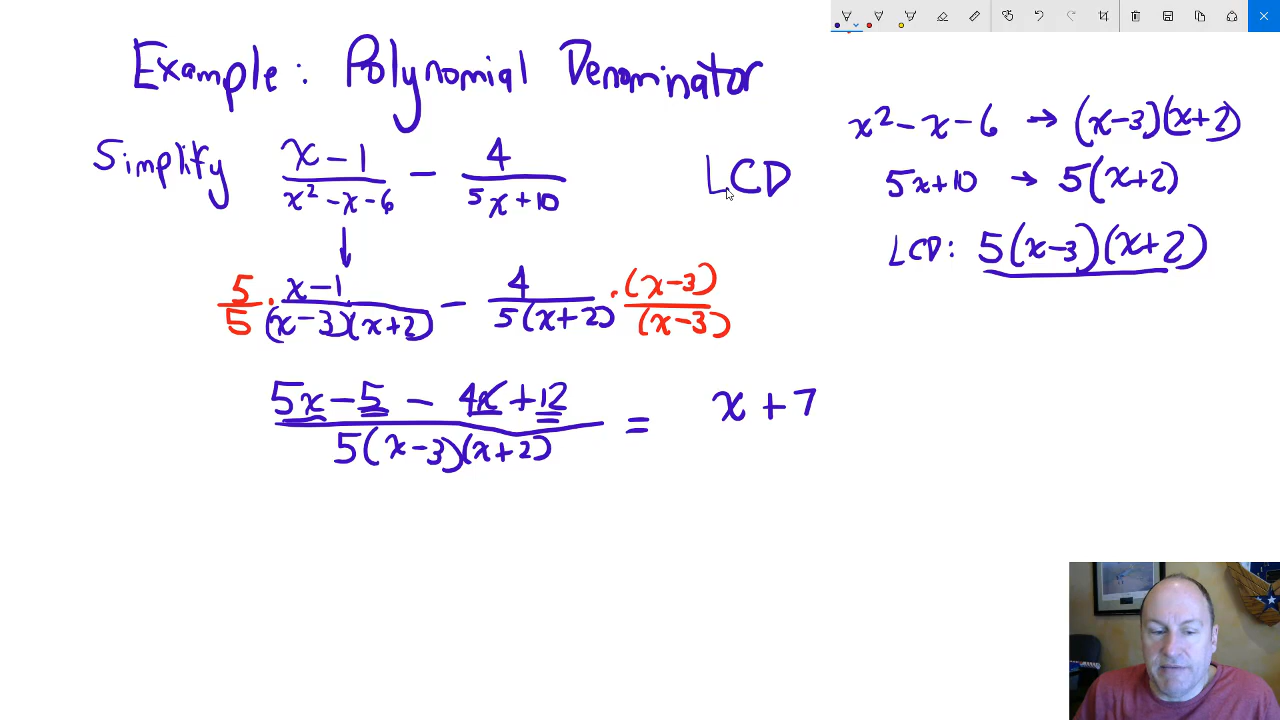 Example: Polynomial Denominator
Simplify (x-1)/(x²-x-6) - 4/(5x+10)
LCD
x²-x-6 → (x-3)(x+2)
5x+10 → 5(x+2)
LCD: 5(x-3)(x+2)
↓
5/5 · (x-1)/((x-3)(x+2)) - 4/(5(x+2)) · (x-3)/(x-3)
(5x-5 - 4x+12)/(5(x-3)(x+2)) = x+7